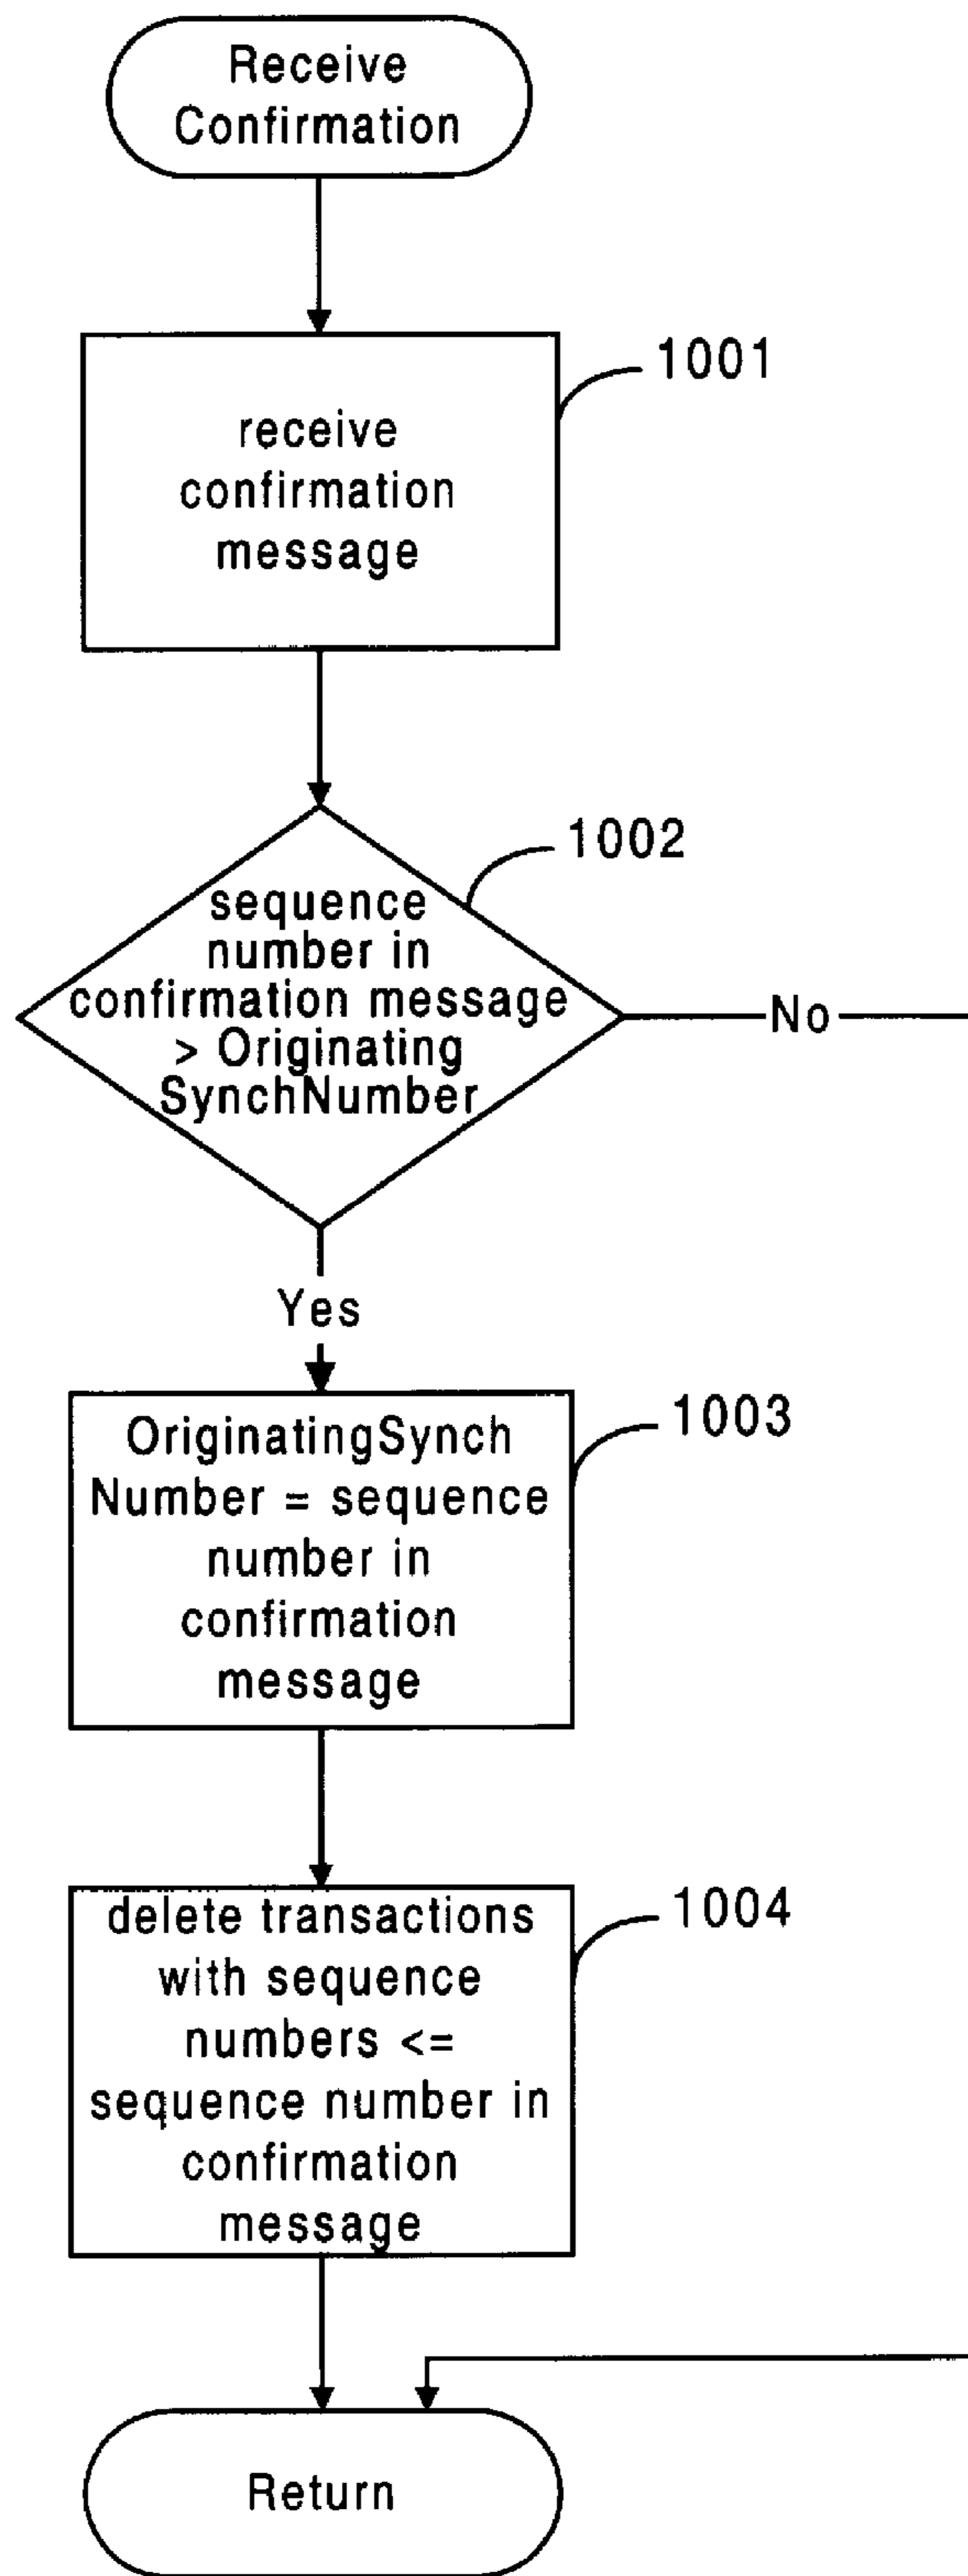 Receive
Confirmation
1001
receive
confirmation
message
1002
sequence
number in
confirmation message
> Originating
SynchNumber
No
Yes
1003
OriginatingSynch
Number = sequence
number in
confirmation
message
1004
delete transactions
with sequence
numbers <=
sequence number in
confirmation
message
Return